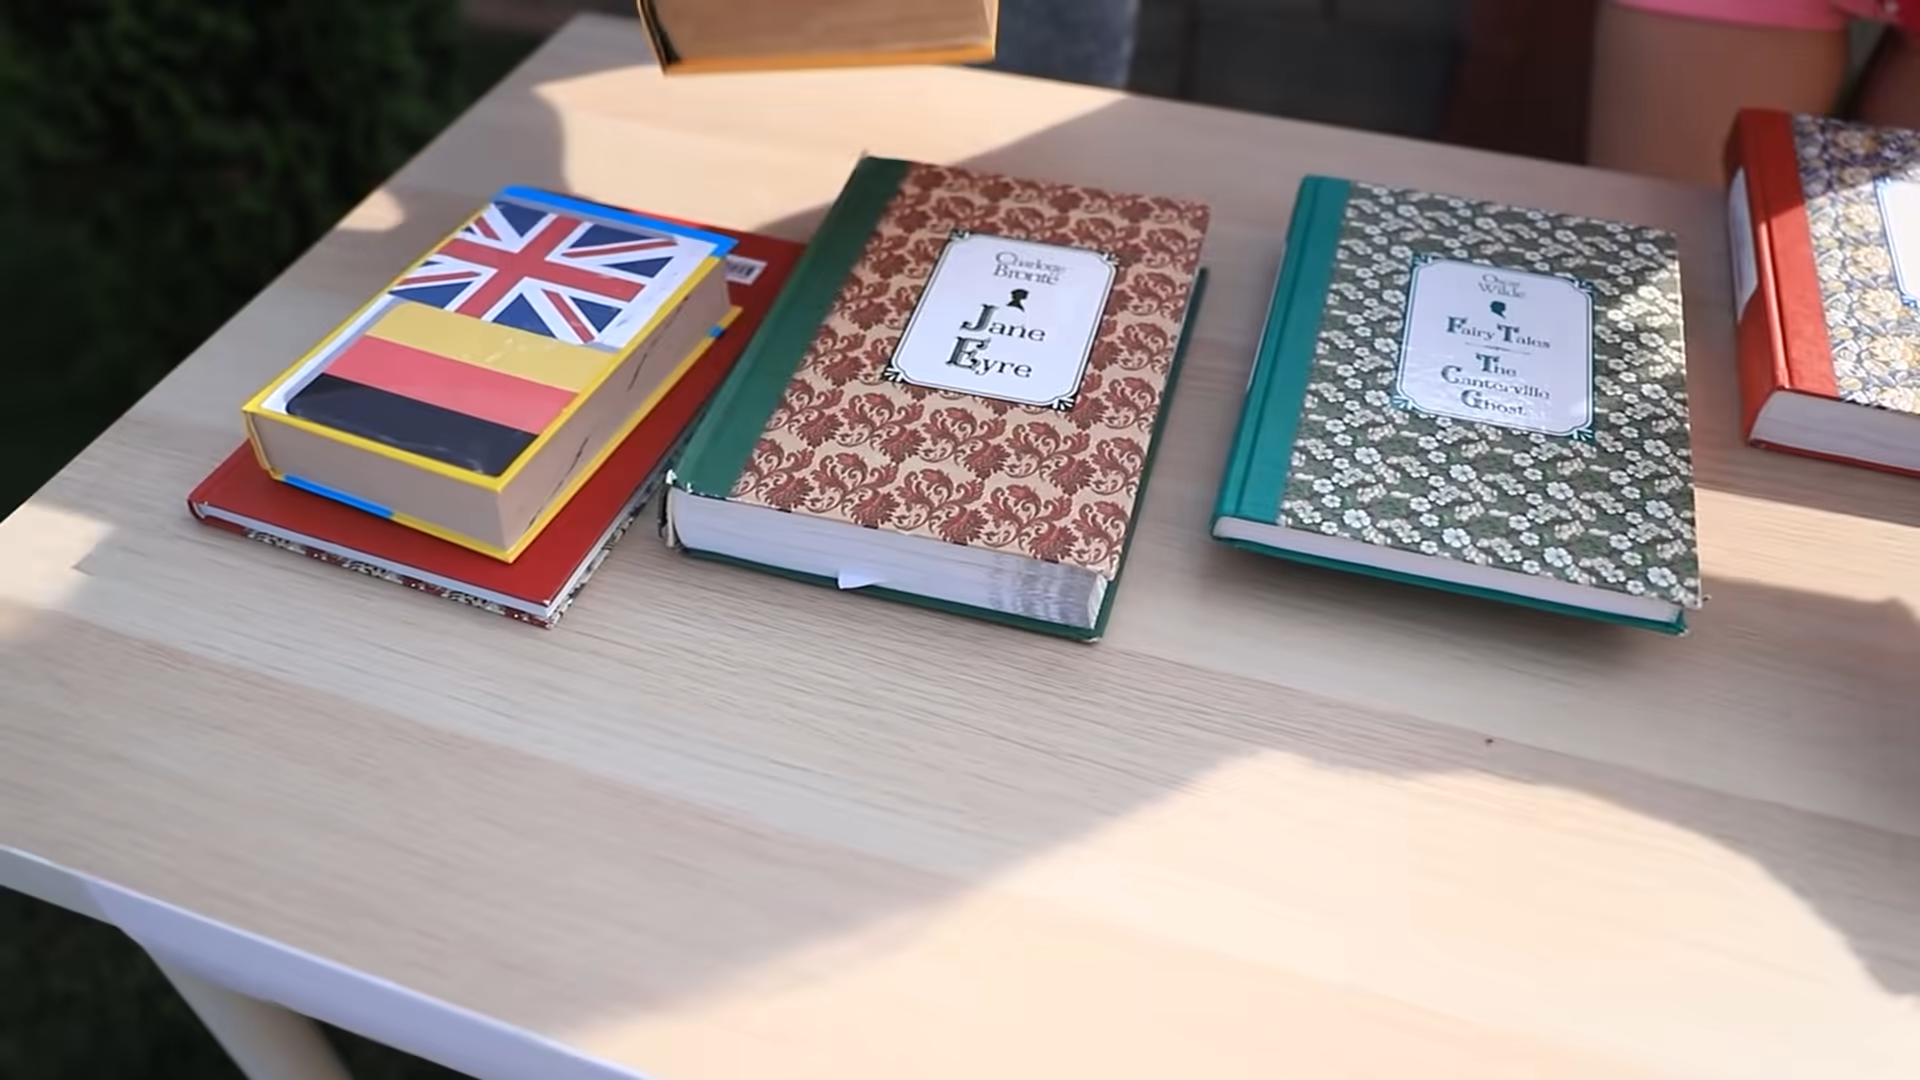 Charlotte
Brontë
Jane
Eyre
Oscar
Wilde
Fairy Tales
The
Canterville
Ghost